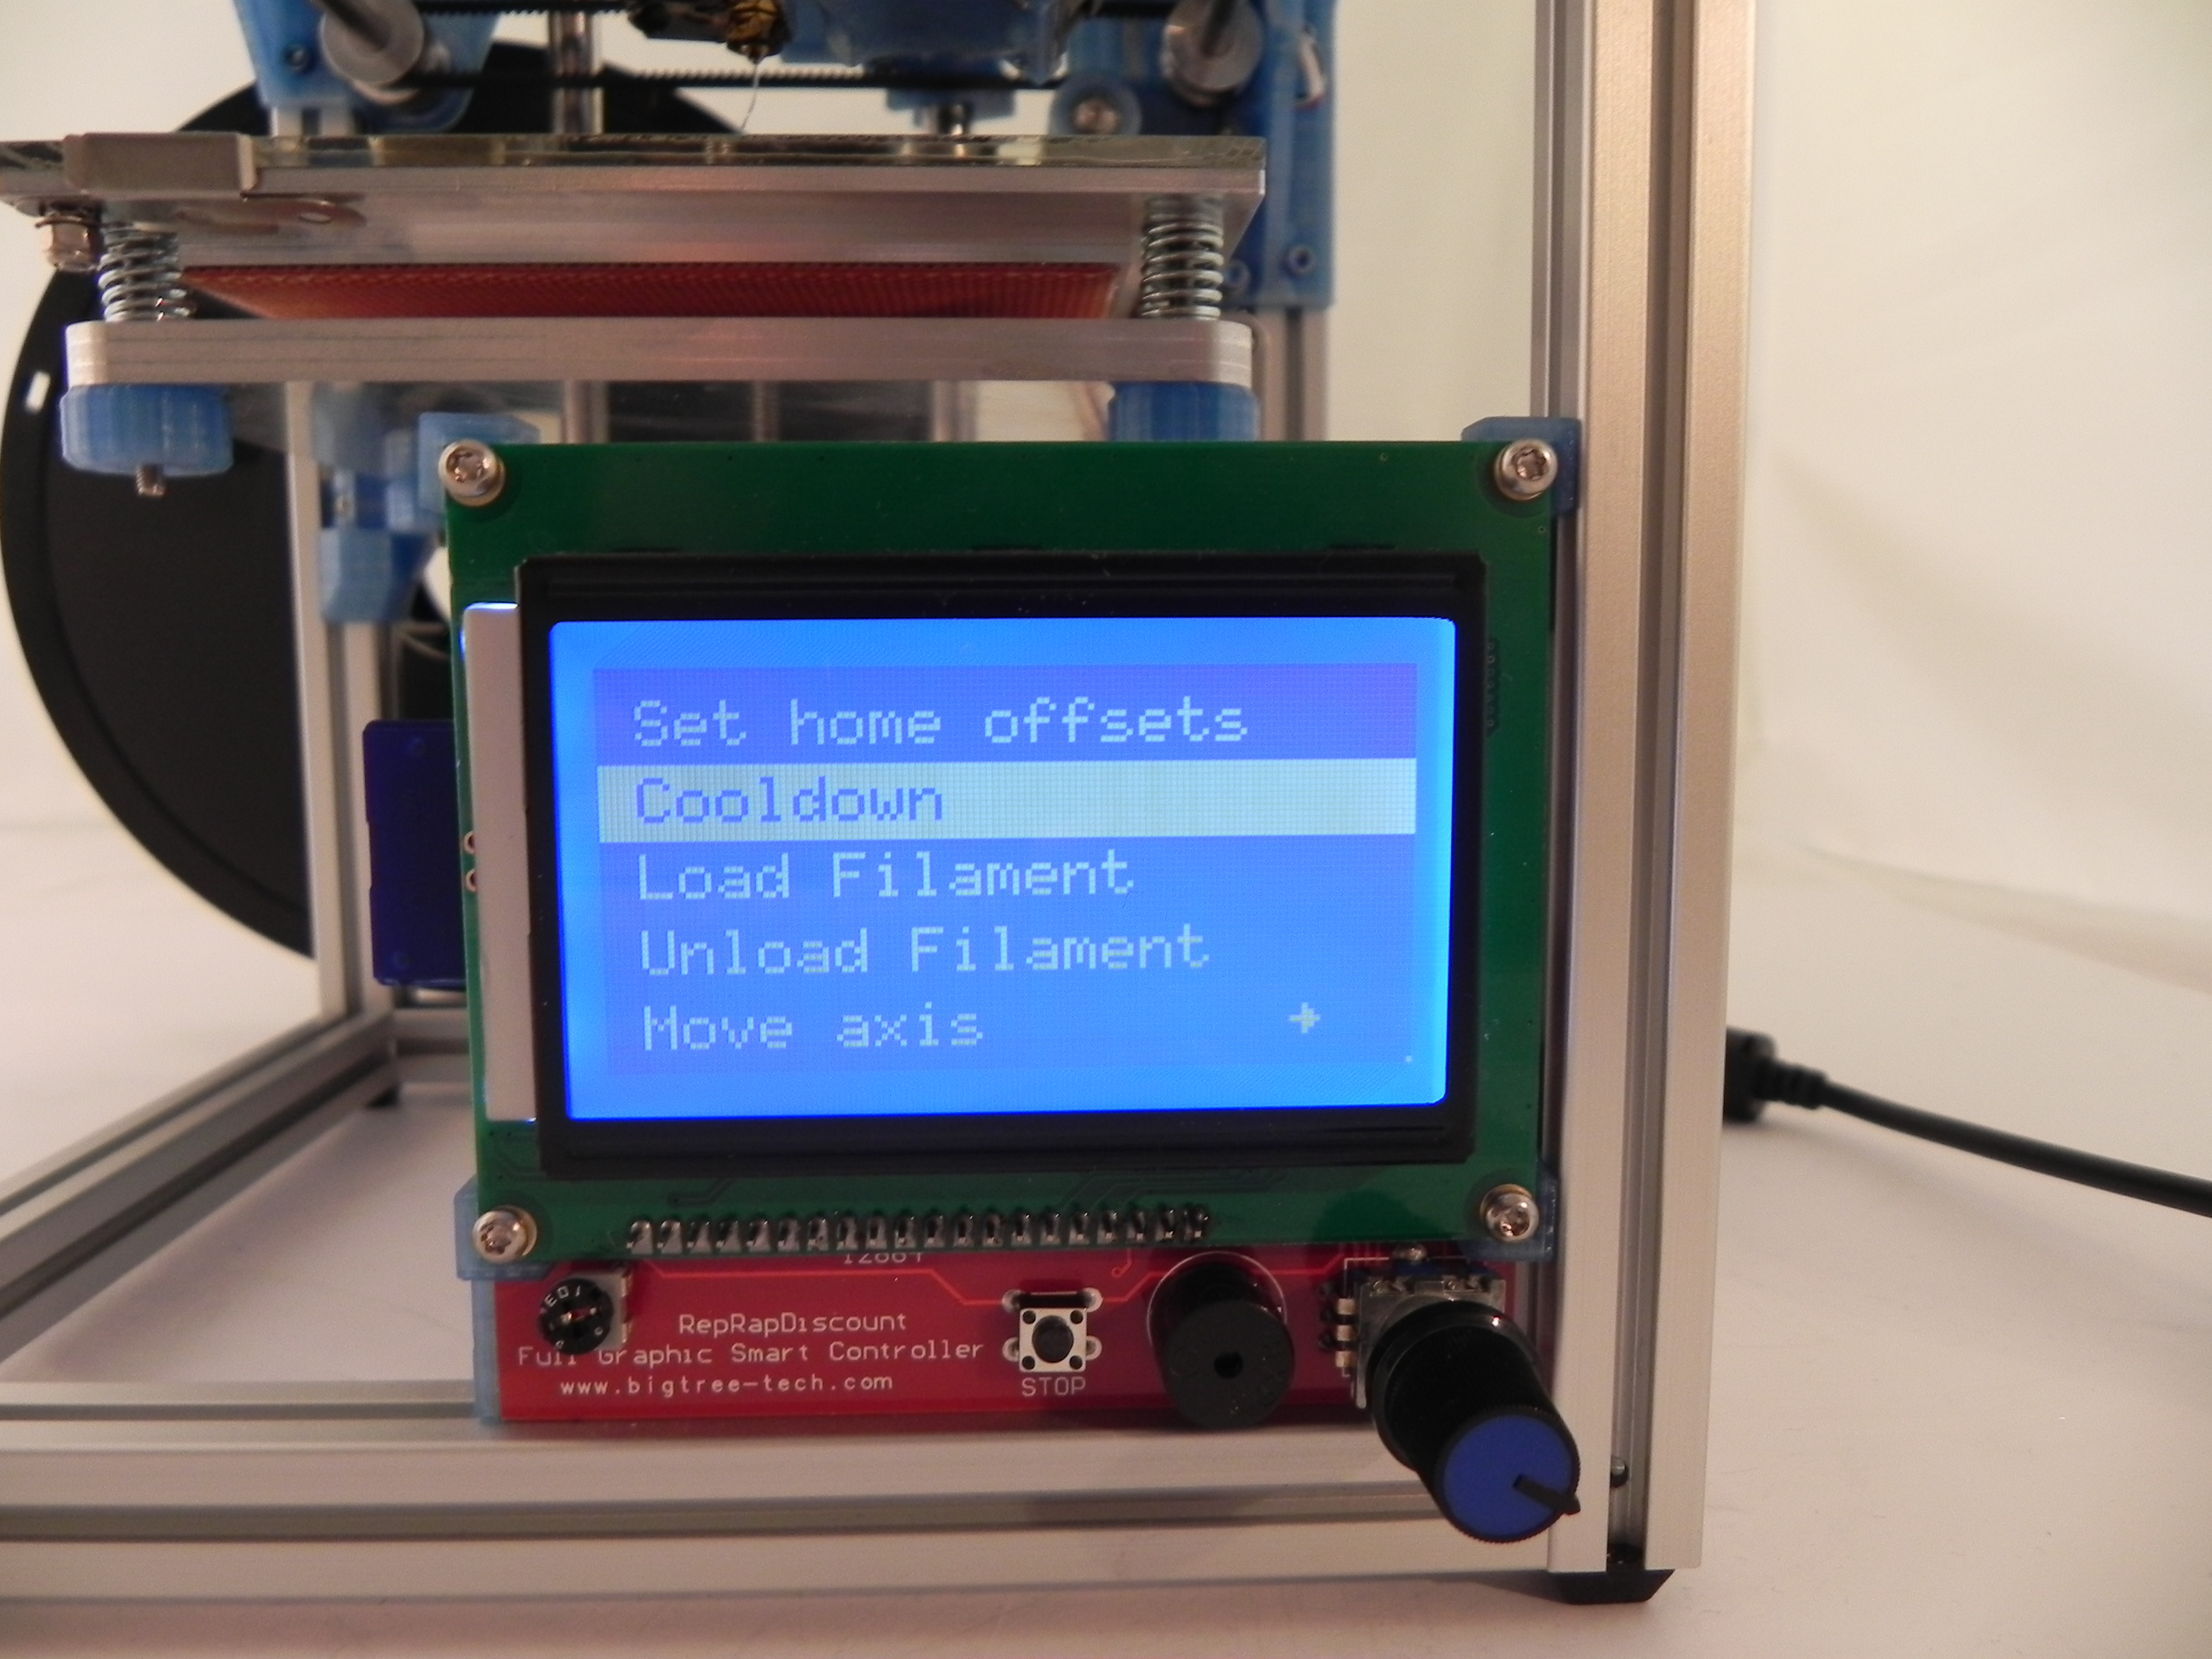 Set home offsets
Cooldown
Load Filament
Unload Filament
Move axis →
12864
RepRapDiscount
Full Graphic Smart Controller
www.bigtree-tech.com
STOP